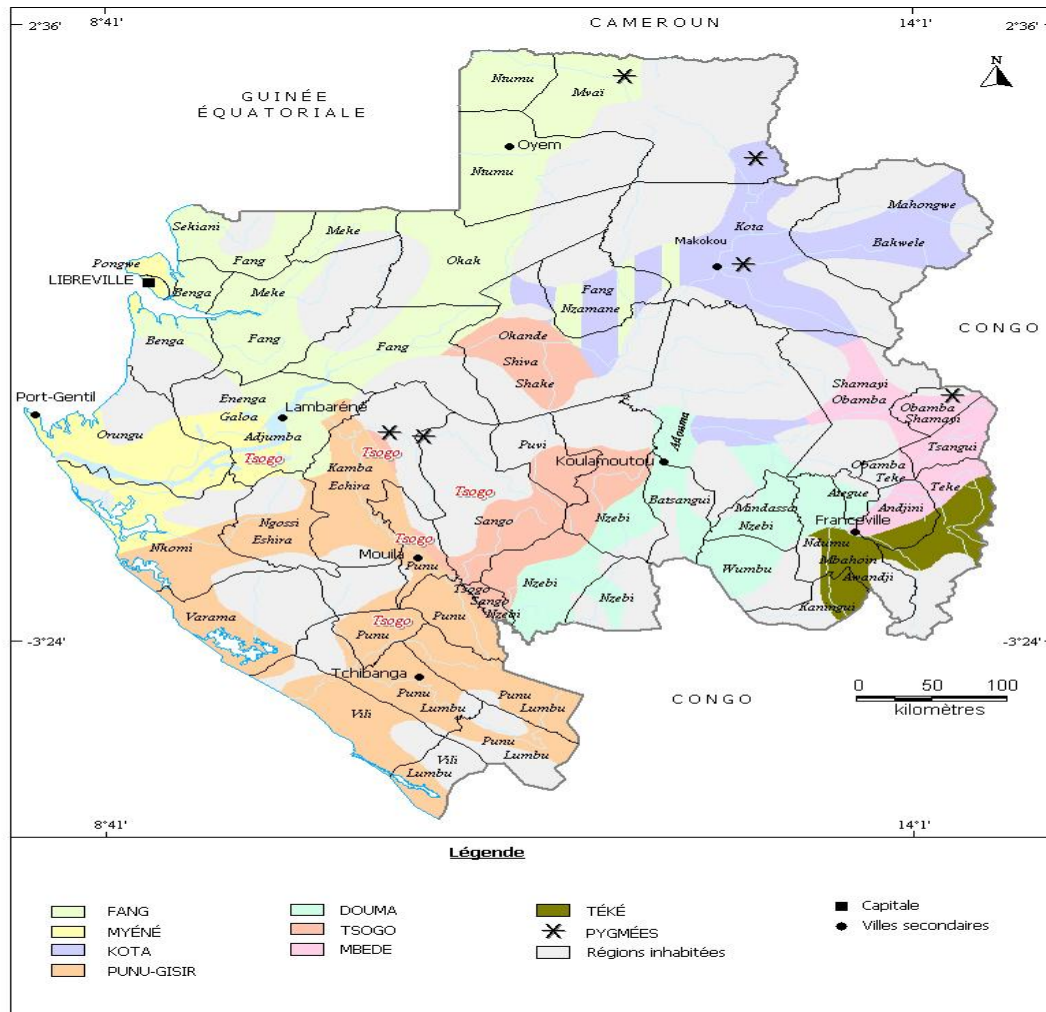 8°41
14°1'
2°36'
2°36'
CAMEROUN
N
GUINÉE
ÉQUATORIALE
Ntumu
Mvaï
Oyem
Ntumu
Sekiani
Meke
Mahongwe
Kota
Bakwele
Makokou
Fang
Okak
Pongwe
LIBREVILLE
Benga
Meke
Fang
Nzamane
CONGO
Benga
Fang
Fang
Okande
Shiva
Shake
Shamayi
Obamba
Port-Gentil
Enenga
Galoa
Lambaréné
Adjumba
Obamba
Shamayi
Orungu
Adouma
Tsogo
Tsogo
Puvi
Tsangui
Koulamoutou
Kamba
Echira
Obamba
Teke
Teke
Tsogo
Batsangui
Mindassa
Nzebi
Ategue
Andjini
Ngossi
Eshira
Sango
Nzebi
Franceville
Nkomi
Tsogo
Mouila
Punu
Ndumu
Mbahoin
Awandji
Wumbu
Nzebi
Nzebi
Kaningui
Tsogo
Sango
Nzebi
Varama
Tsogo
Punu
Punu
-3°24'
-3°24'
Tchibanga
Punu
Lumbu
Punu
Lumbu
CONGO
0 50 100
kilomètres
Vili
Punu
Lumbu
Vili
Lumbu
8°41'
14°1'
Légende
FANG
MYÉNÉ
KOTA
PUNU-GISIR
DOUMA
TSOGO
MBEDE
TÉKÉ
PYGMÉES
Régions inhabitées
Capitale
Villes secondaires